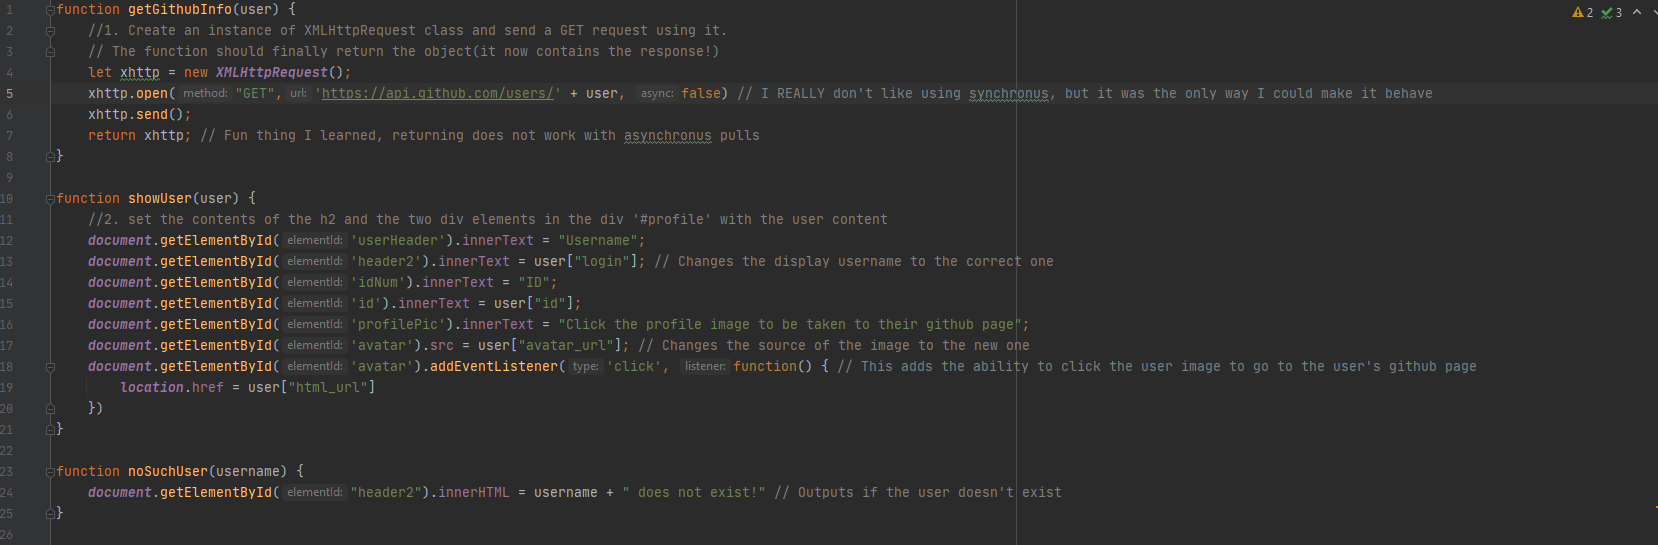 1 function getGithubInfo(user) {
2 //1. Create an instance of XMLHttpRequest class and send a GET request using it.
3 // The function should finally return the object(it now contains the response!)
4 let xhttp = new XMLHttpRequest();
5 xhttp.open( method: "GET", url: 'https://api.github.com/users/' + user, async: false) // I REALLY don't like using synchronus, but it was the only way I could make it behave
6 xhttp.send();
7 return xhttp; // Fun thing I learned, returning does not work with asynchronus pulls
8 }
9
10 function showUser(user) {
11 //2. set the contents of the h2 and the two div elements in the div '#profile' with the user content
12 document.getElementById( elementId: 'userHeader').innerText = "Username";
13 document.getElementById( elementId: 'header2').innerText = user["login"]; // Changes the display username to the correct one
14 document.getElementById( elementId: 'idNum').innerText = "ID";
15 document.getElementById( elementId: 'id').innerText = user["id"];
16 document.getElementById( elementId: 'profilePic').innerText = "Click the profile image to be taken to their github page";
17 document.getElementById( elementId: 'avatar').src = user["avatar_url"]; // Changes the source of the image to the new one
18 document.getElementById( elementId: 'avatar').addEventListener( type: 'click', listener: function() { // This adds the ability to click the user image to go to the user's github page
19 location.href = user["html_url"]
20 })
21 }
22
23 function noSuchUser(username) {
24 document.getElementById( elementId: "header2").innerHTML = username + " does not exist!" // Outputs if the user doesn't exist
25 }
26
2 3